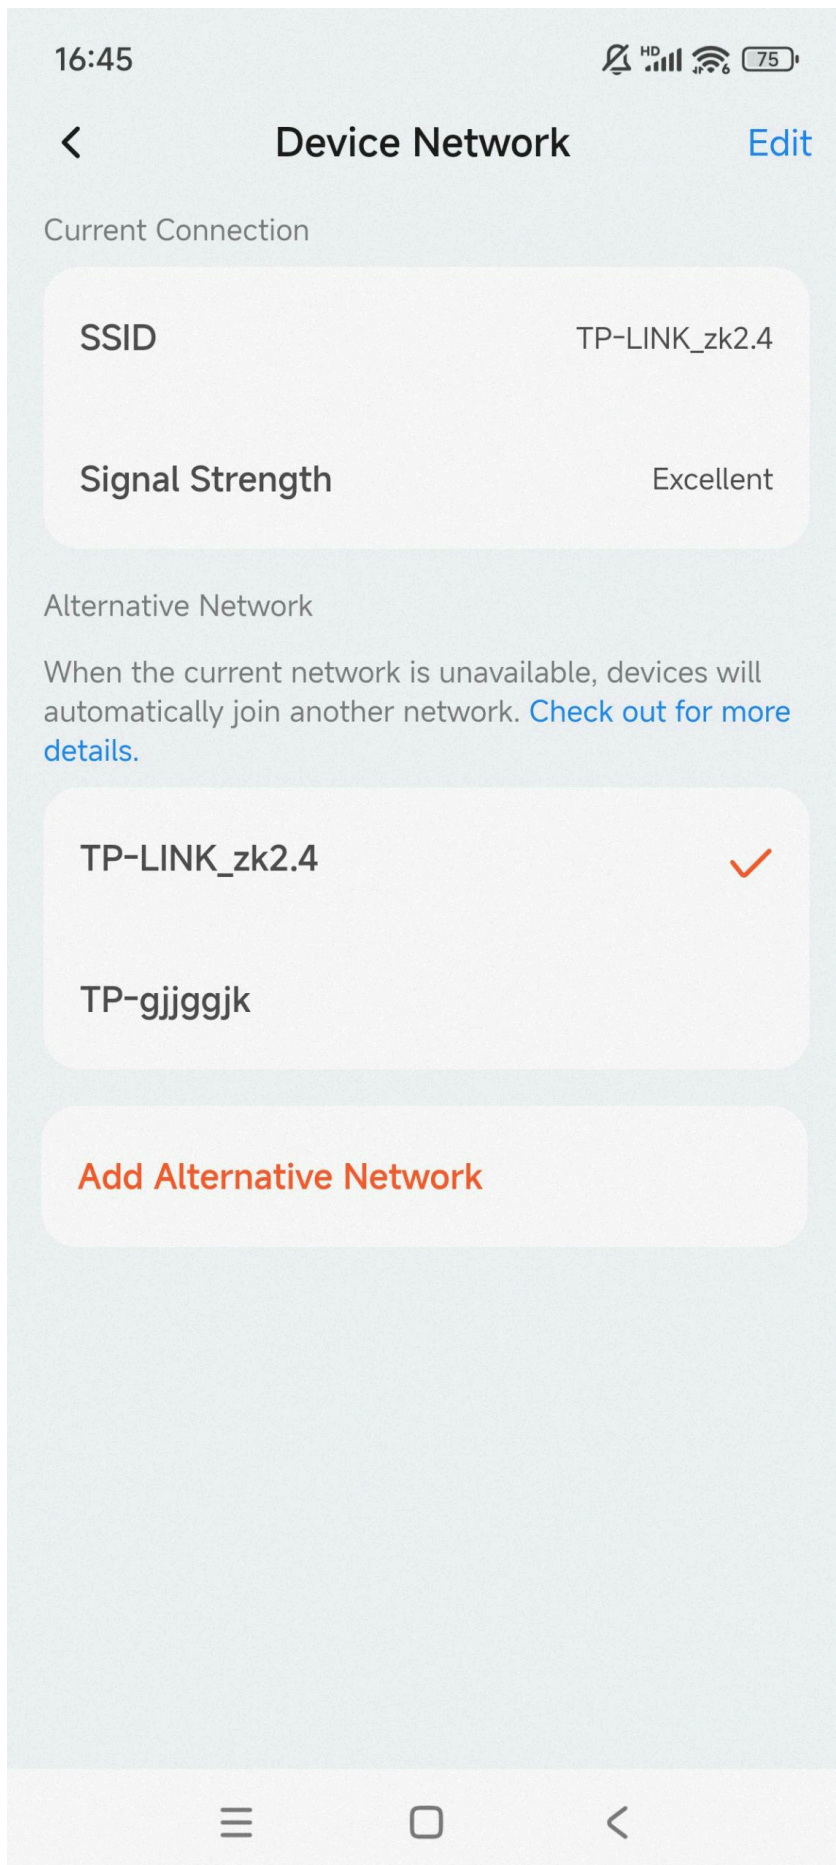 16:45
HD
6
75
Device Network
Edit
Current Connection
SSID
TP-LINK_zk2.4
Signal Strength
Excellent
Alternative Network
When the current network is unavailable, devices will
automatically join another network. Check out for more
details.
TP-LINK_zk2.4
TP-gjjggjk
Add Alternative Network